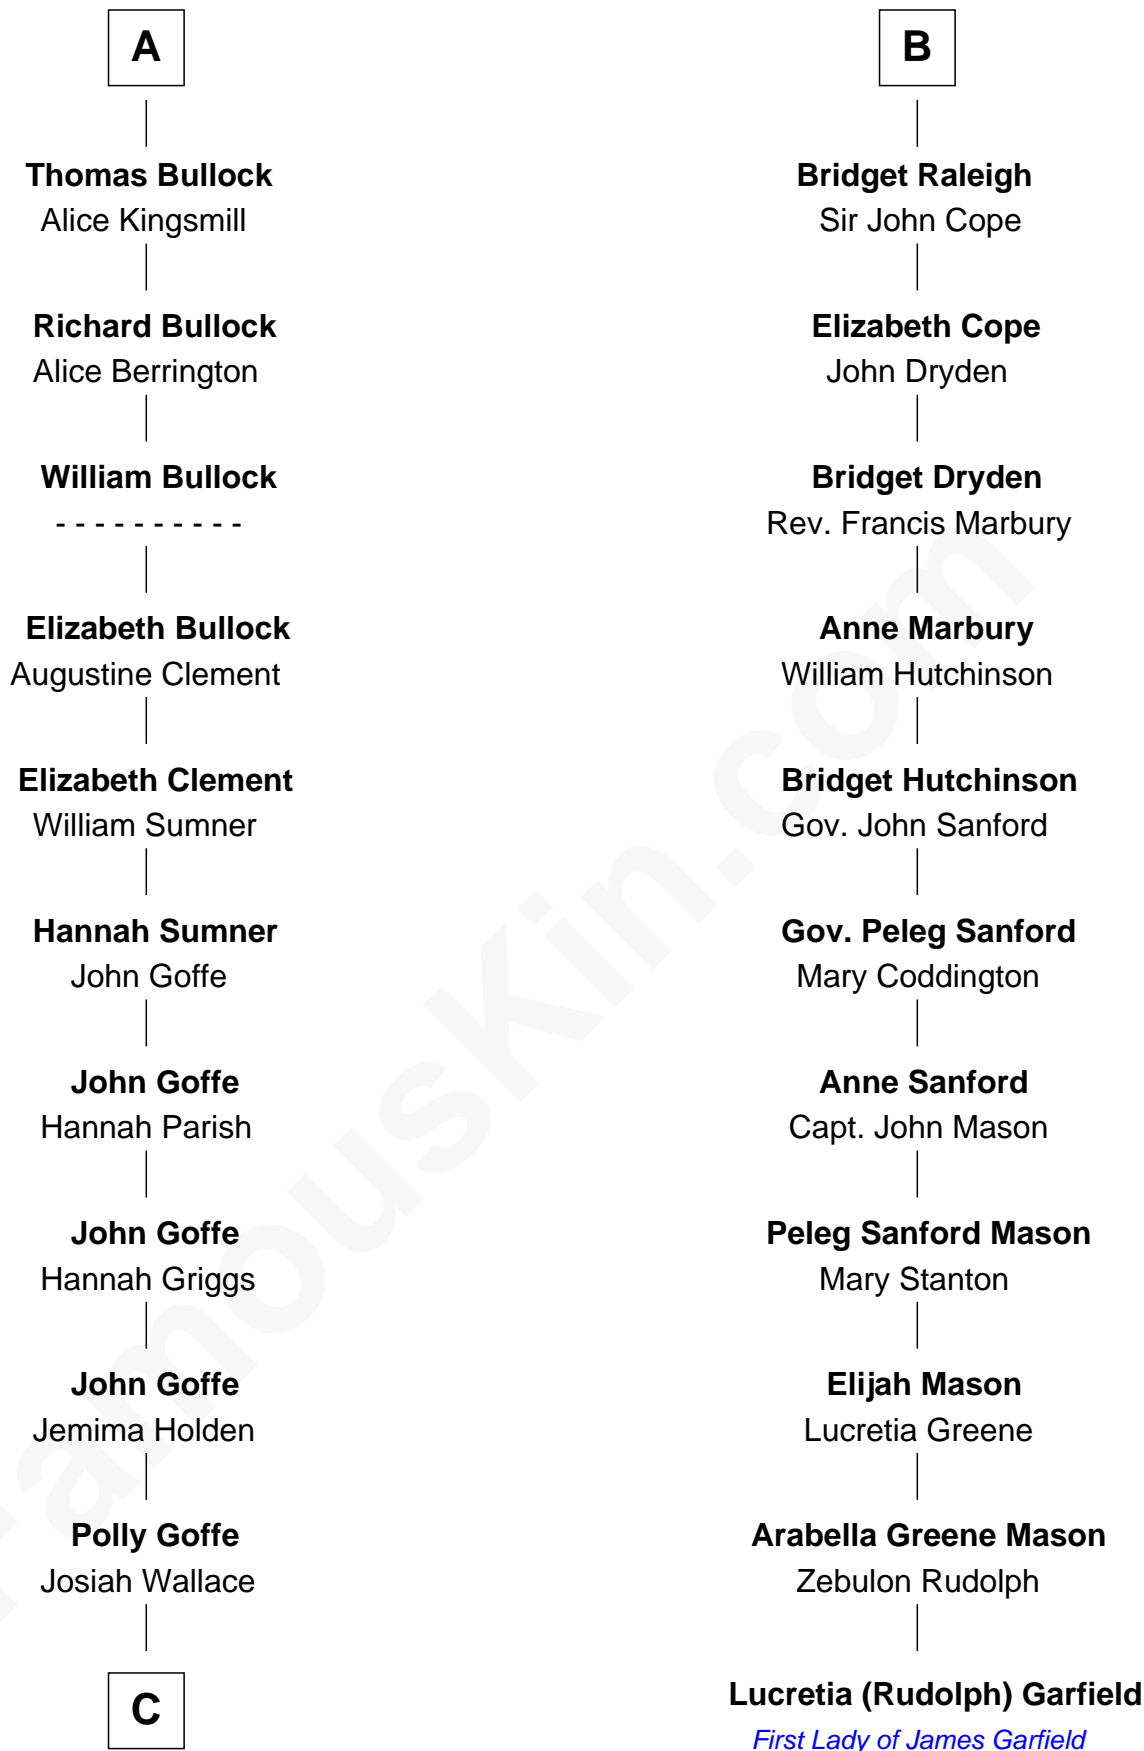 A
Thomas Bullock
Alice Kingsmill
Richard Bullock
Alice Berrington
William Bullock
- - - - - - - - - -
Elizabeth Bullock
Augustine Clement
Elizabeth Clement
William Sumner
Hannah Sumner
John Goffe
John Goffe
Hannah Parish
John Goffe
Hannah Griggs
John Goffe
Jemima Holden
Polly Goffe
Josiah Wallace
C
B
Bridget Raleigh
Sir John Cope
Elizabeth Cope
John Dryden
Bridget Dryden
Rev. Francis Marbury
Anne Marbury
William Hutchinson
Bridget Hutchinson
Gov. John Sanford
Gov. Peleg Sanford
Mary Coddington
Anne Sanford
Capt. John Mason
Peleg Sanford Mason
Mary Stanton
Elijah Mason
Lucretia Greene
Arabella Greene Mason
Zebulon Rudolph
Lucretia (Rudolph) Garfield
First Lady of James Garfield
FamousKin.com